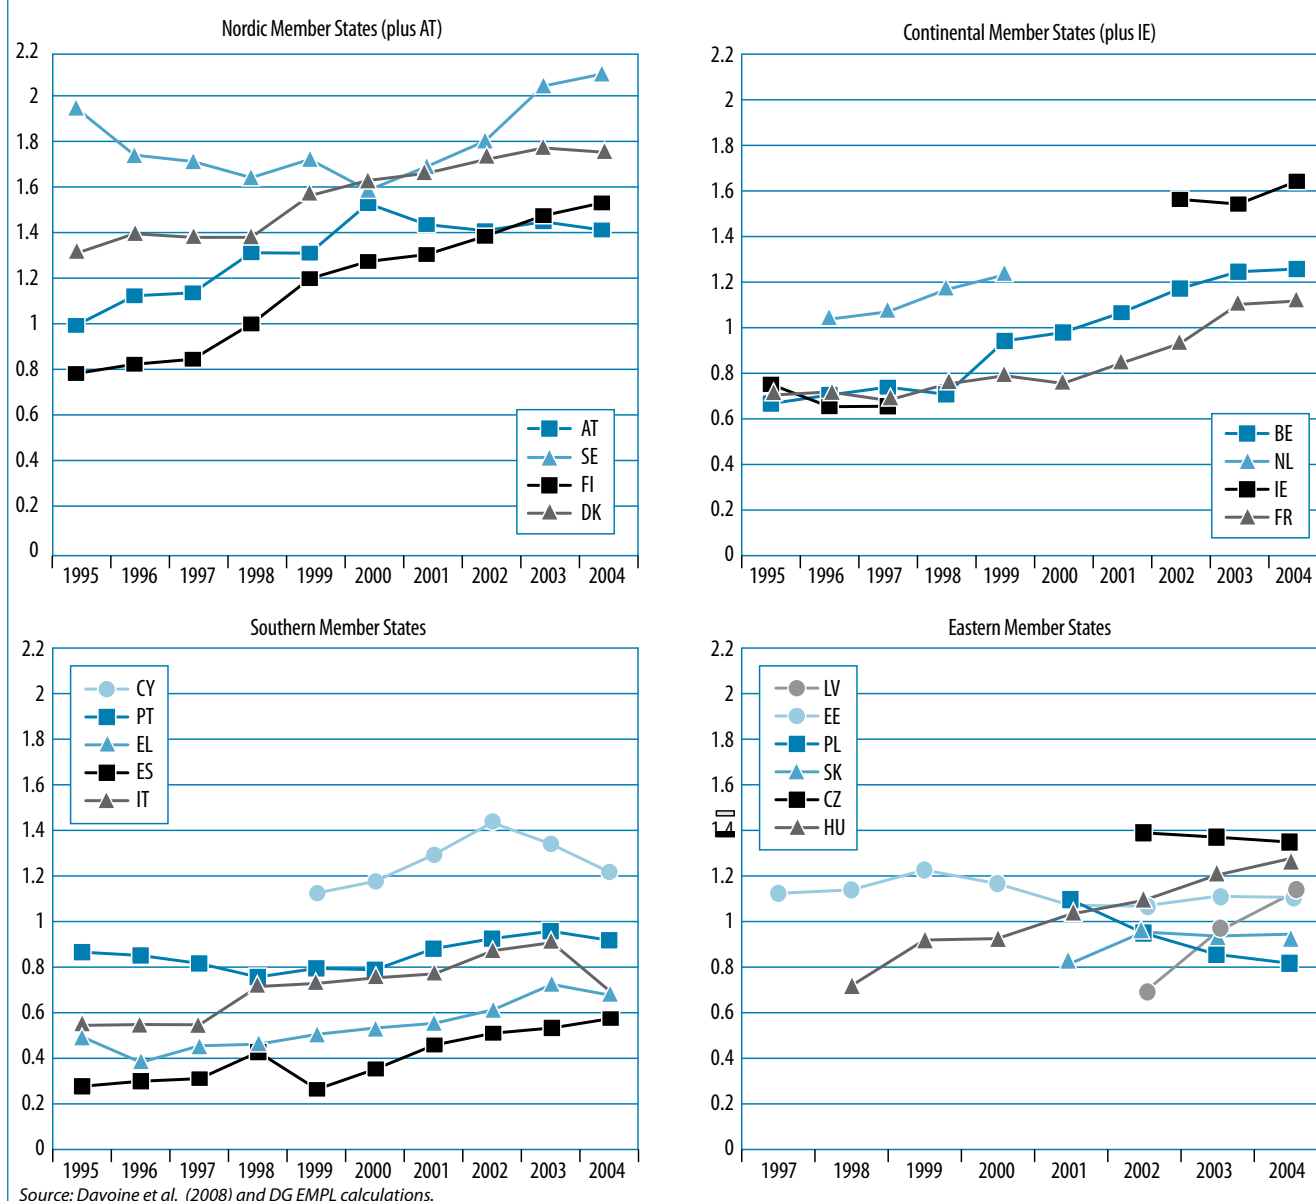 Nordic Member States (plus AT)
2.2
2
1.8
1.6
1.4
1.2
1
0.8
0.6
0.4
0.2
0
AT
SE
FI
DK
1995 1996 1997 1998 1999 2000 2001 2002 2003 2004
Continental Member States (plus IE)
2.2
2
1.8
1.6
1.4
1.2
1
0.8
0.6
0.4
0.2
0
BE
NL
IE
FR
1995 1996 1997 1998 1999 2000 2001 2002 2003 2004
Southern Member States
2.2
2
1.8
1.6
1.4
1.2
1
0.8
0.6
0.4
0.2
0
CY
PT
EL
ES
IT
1995 1996 1997 1998 1999 2000 2001 2002 2003 2004
Eastern Member States
2.2
2
1.8
1.6
1.4
1.2
1
0.8
0.6
0.4
0.2
0
LV
EE
PL
SK
CZ
HU
1997 1998 1999 2000 2001 2002 2003 2004
Source: Davoine et al. (2008) and DG EMPL calculations.